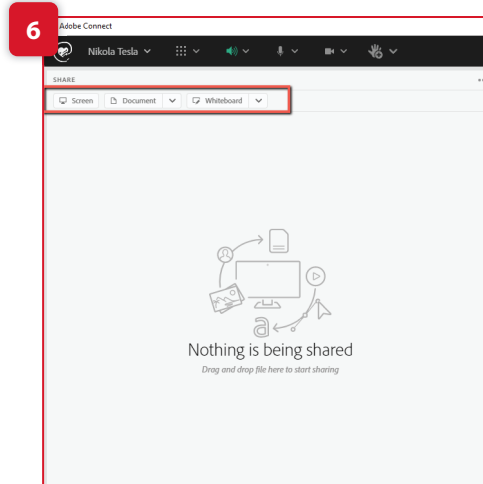 6
Adobe Connect
Nikola Tesla
SHARE
Screen Document Whiteboard
Nothing is being shared
Drag and drop file here to start sharing